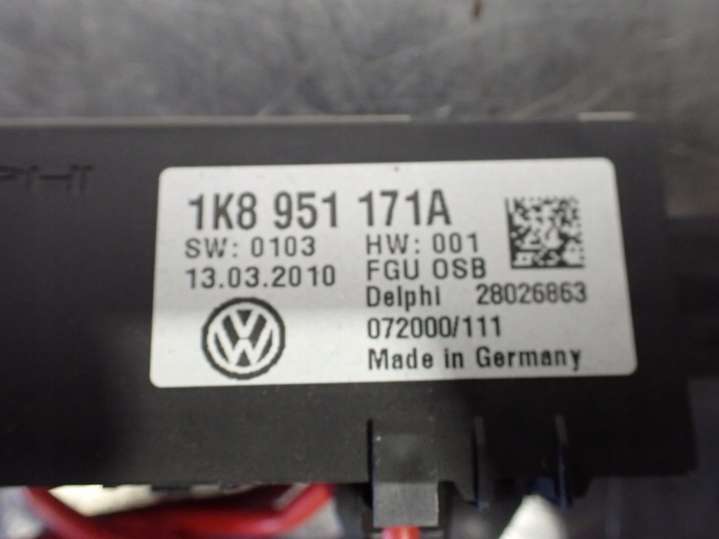 1K8 951 171A
SW: 0103 HW: 001
13.03.2010 FGU OSB
Delphi 28026863
072000/111
Made in Germany